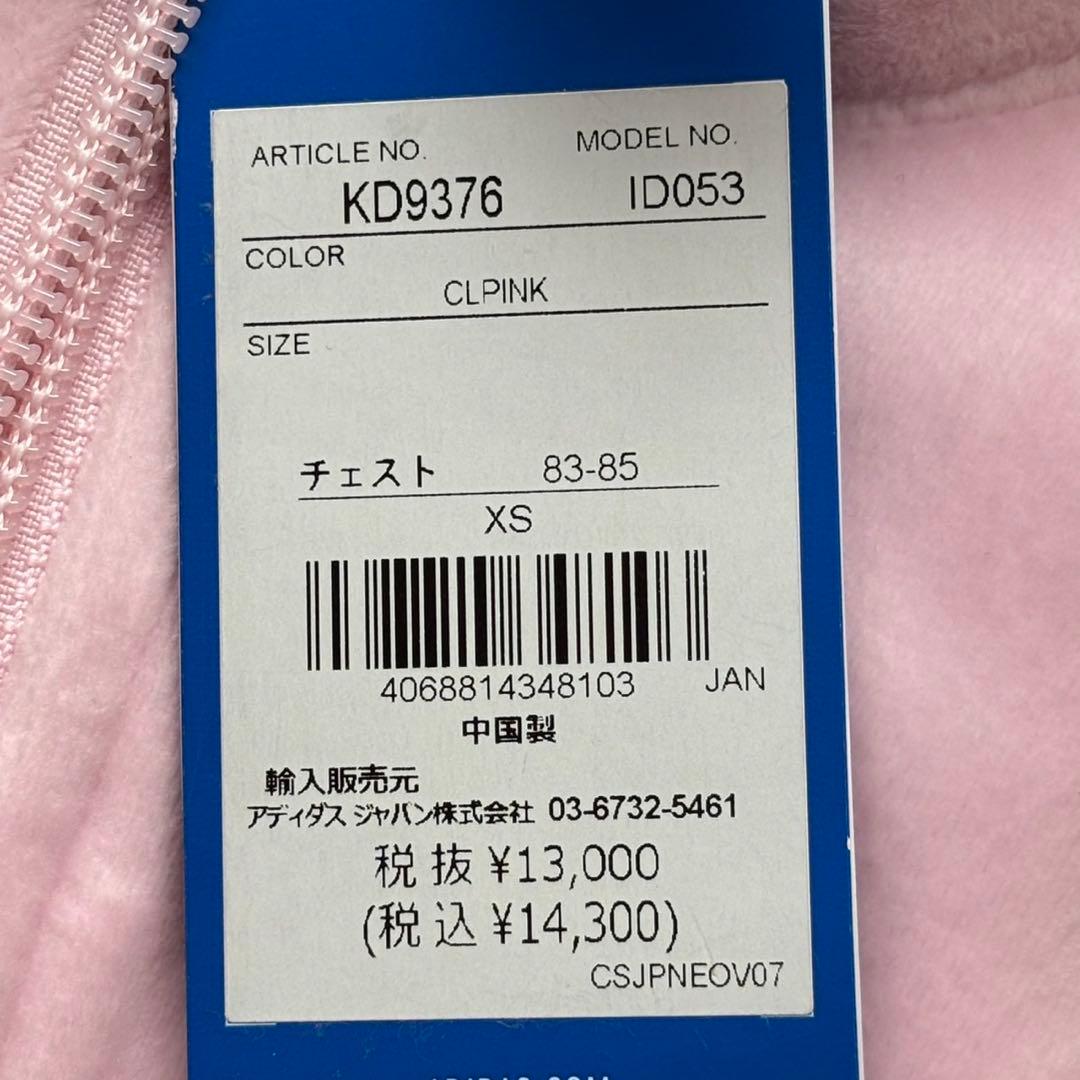 ARTICLE NO. MODEL NO.
KD9376 ID053
COLOR
CLPINK
SIZE
チェスト 83-85
XS
4068814348103 JAN
中国製
輸入販売元
アディダス ジャパン株式会社 03-6732-5461
税抜 ¥13,000
(税込 ¥14,300)
CSJPNEOV07